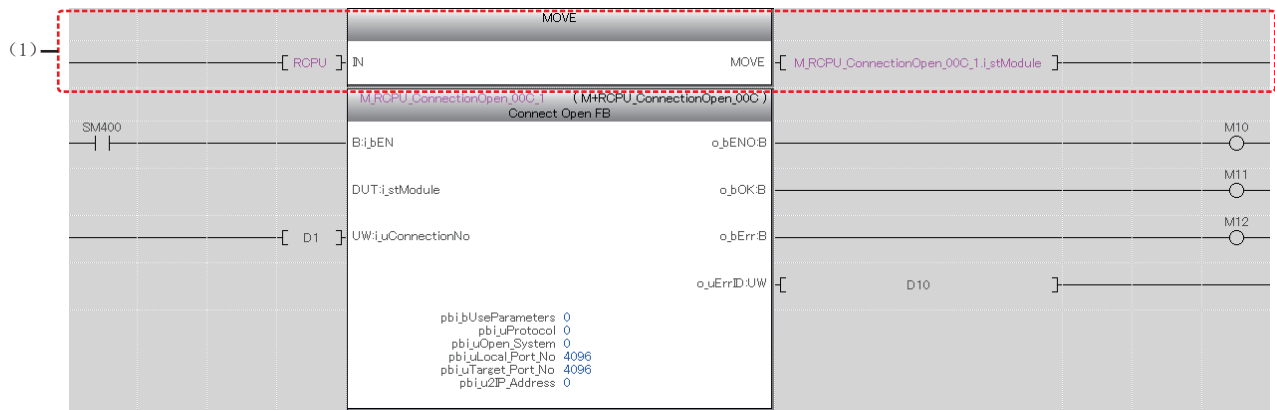 MOVE
(1)
RCPU IN MOVE M_RCPU_ConnectionOpen_00C_1.i_stModule
M_RCPU_ConnectionOpen_00C_1 ( M+RCPU_ConnectionOpen_00C )
Connect Open FB
SM400 M10
B:i_bEN o_bENO:B
M11
DUT:i_stModule o_bOK:B
M12
D1 UW:i_uConnectionNo o_bErr:B
o_uErrID:UW D10
pbi_bUseParameters 0
pbi_uProtocol 0
pbi_uOpen_System 0
pbi_uLocal_Port_No 4096
pbi_uTarget_Port_No 4096
pbi_u2IP_Address 0